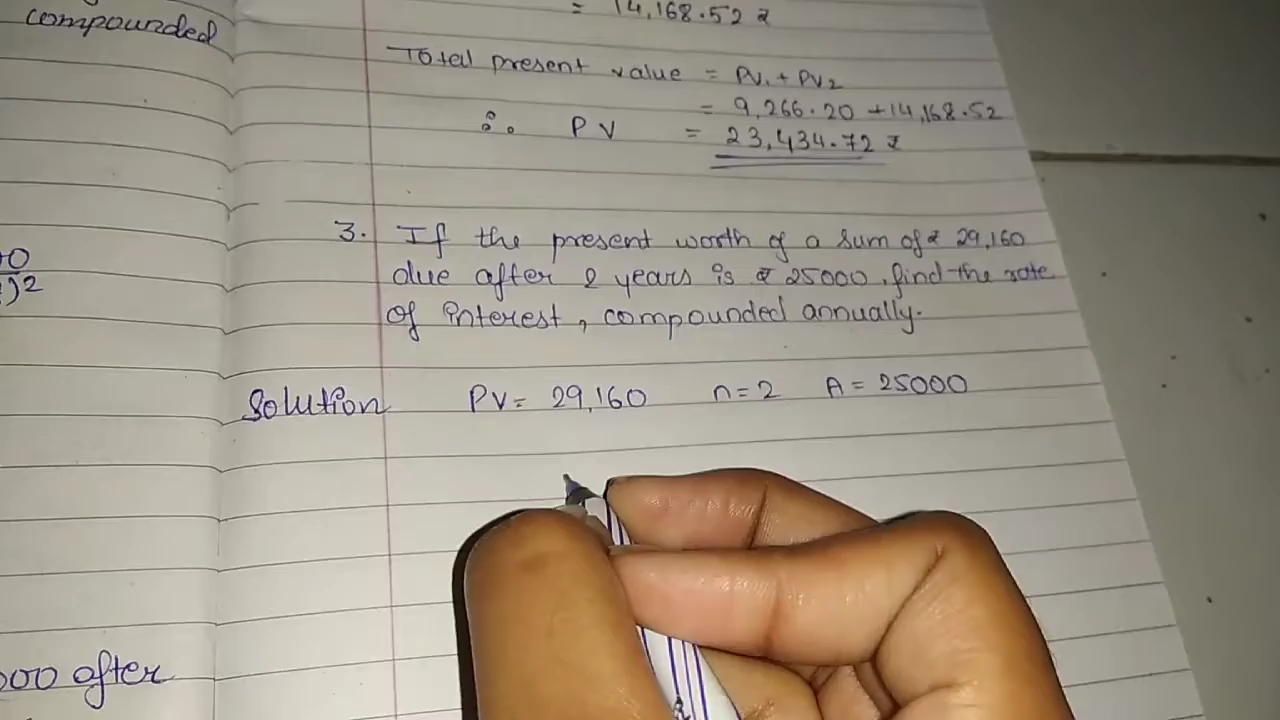 compounded
= 14,168.52 ₹
Total present value = PV₁ + PV₂
= 9,266.20 + 14,168.52
∴ PV = 23,434.72 ₹
3. If the present worth of a sum of ₹ 29,160
due after 2 years is ₹ 25000, find the rate
of interest, compounded annually.
Solution PV = 29,160 n = 2 A = 25000
000 after